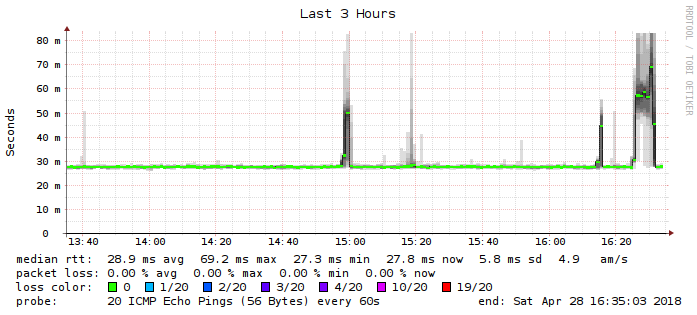 Last 3 Hours
RRDTOOL / TOBI OETIKER
Seconds
80 m
70 m
60 m
50 m
40 m
30 m
20 m
10 m
0
13:40 14:00 14:20 14:40 15:00 15:20 15:40 16:00 16:20
median rtt: 28.9 ms avg 69.2 ms max 27.3 ms min 27.8 ms now 5.8 ms sd 4.9 am/s
packet loss: 0.00 % avg 0.00 % max 0.00 % min 0.00 % now
loss color: 0 1/20 2/20 3/20 4/20 10/20 19/20
probe: 20 ICMP Echo Pings (56 Bytes) every 60s end: Sat Apr 28 16:35:03 2018